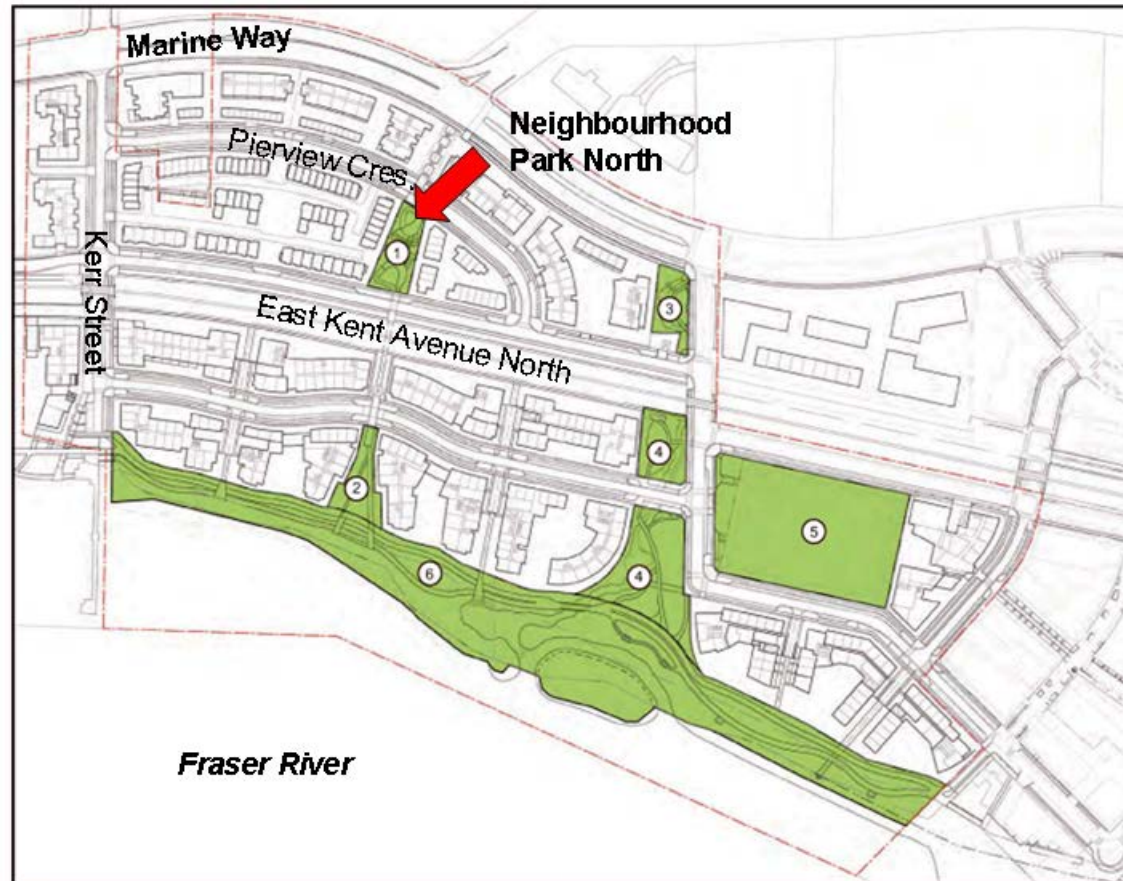 Marine Way
Neighbourhood
Park North
Pierview Cres.
1
Kerr Street
3
East Kent Avenue North
4
2
5
6
4
Fraser River